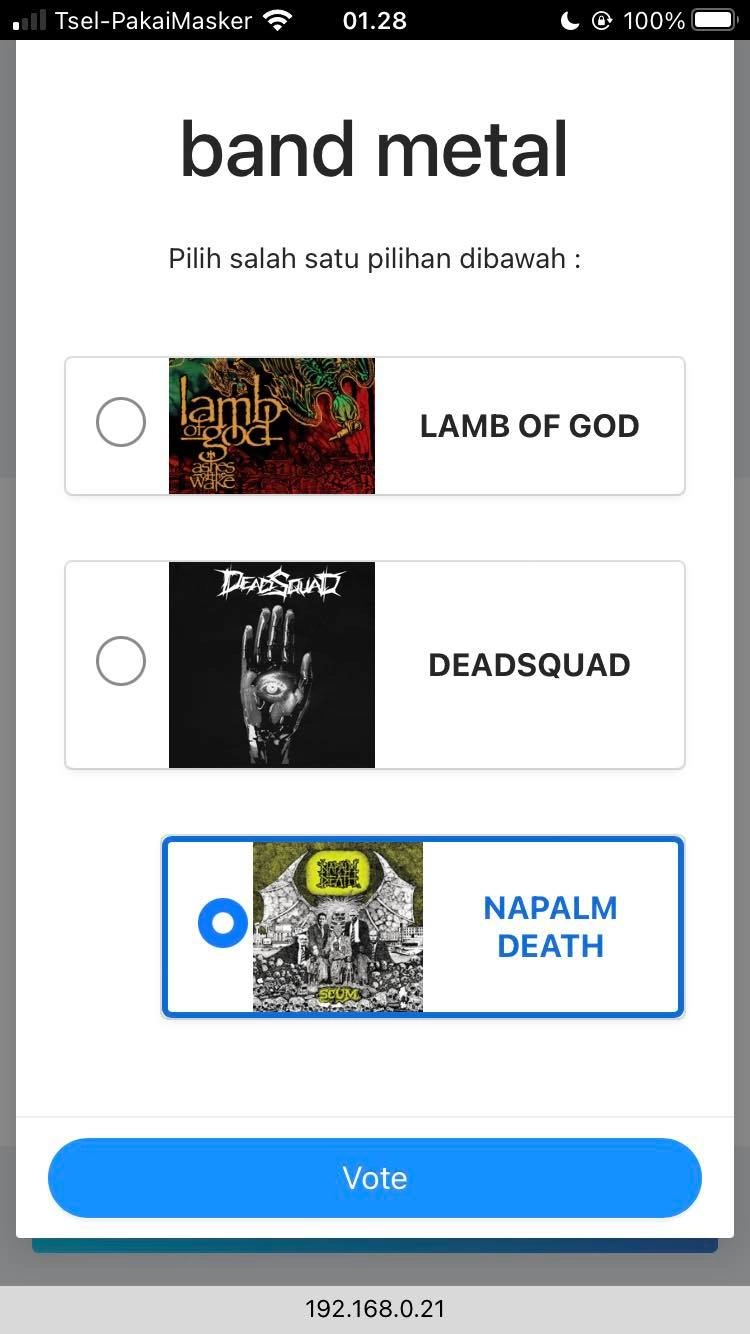 Tsel-PakaiMasker
01.28
100%
band metal
Pilih salah satu pilihan dibawah :
lamb
of
god
ashes
of the
wake
LAMB OF GOD
DEADSQUAD
DEADSQUAD
NAPALM
DEATH
SCUM
NAPALM
DEATH
Vote
192.168.0.21